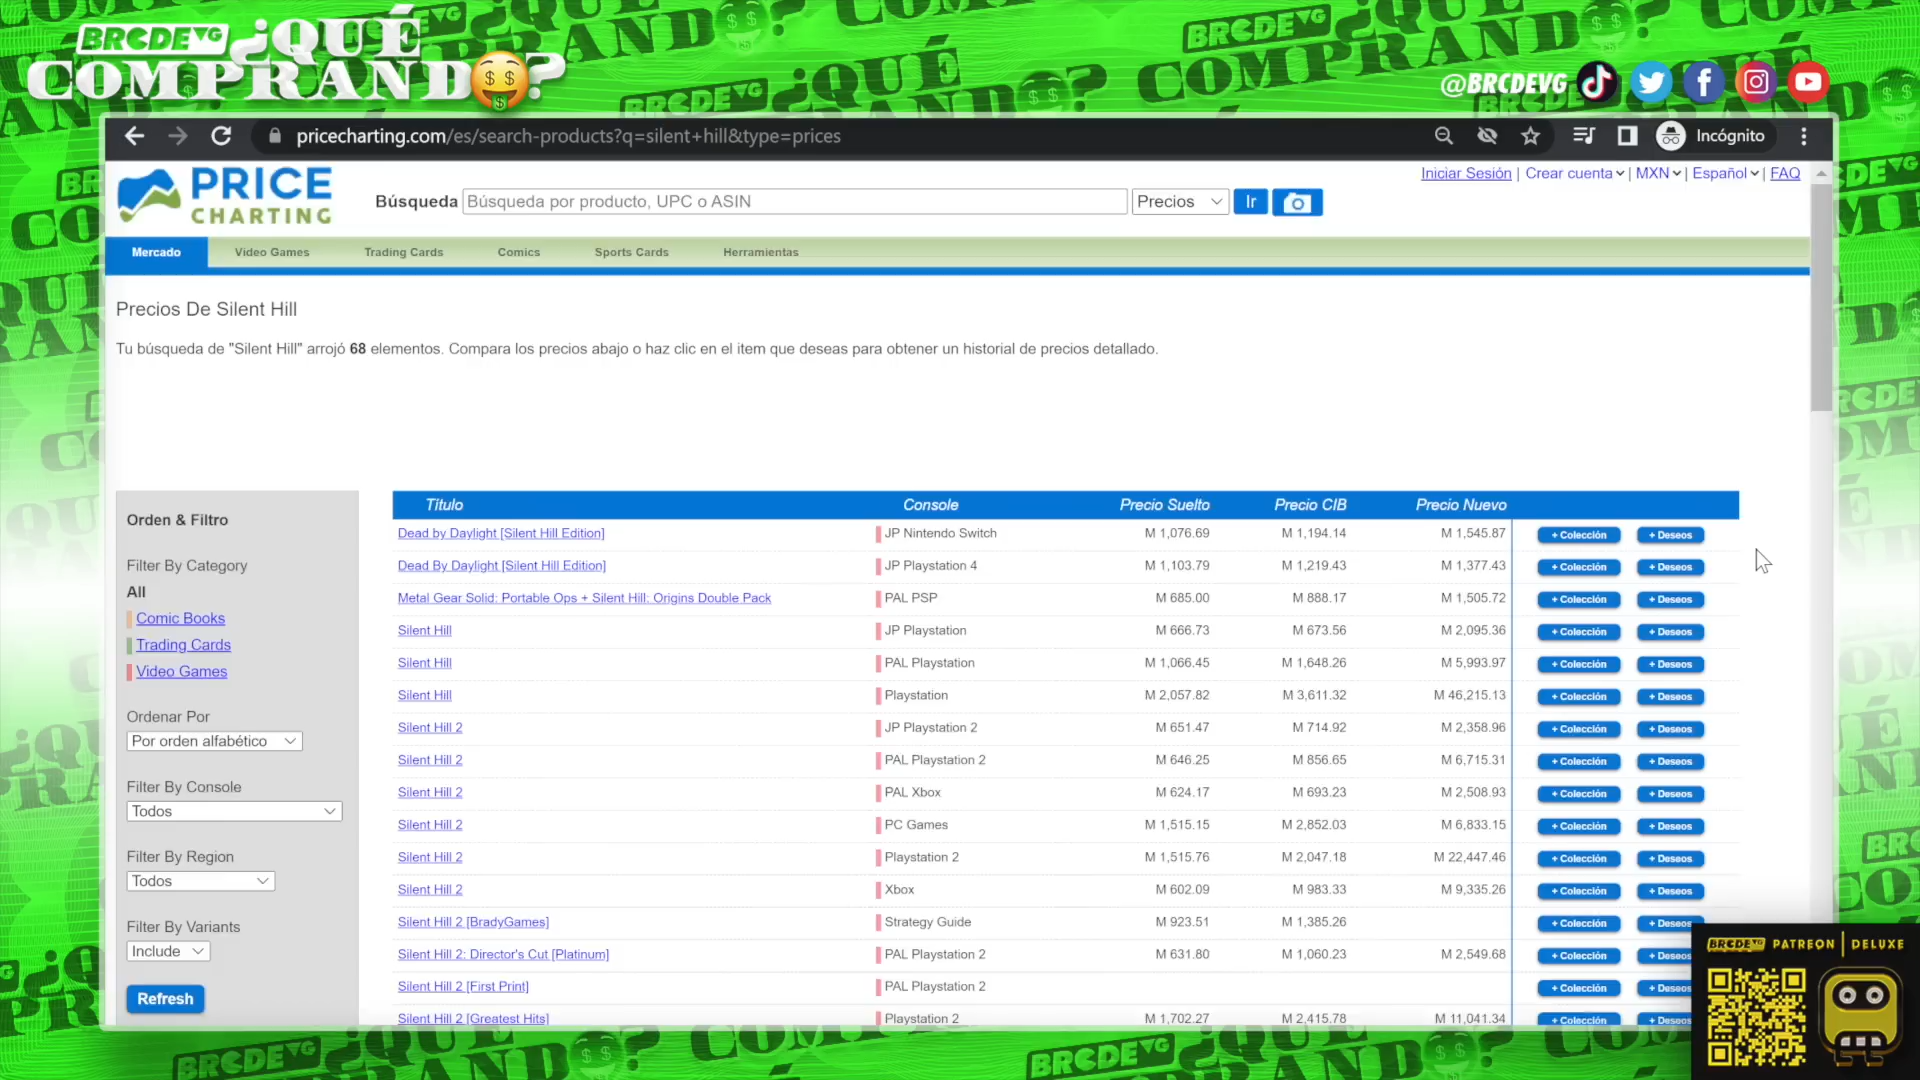 BRCDEVG ¿QUÉ
COMPRAND🤑?
@BRCDEVG
pricecharting.com/es/search-products?q=silent+hill&type=prices
Incógnito
PRICE
CHARTING
Búsqueda Búsqueda por producto, UPC o ASIN Precios Ir
Iniciar Sesión | Crear cuenta | MXN | Español | FAQ
Mercado Video Games Trading Cards Comics Sports Cards Herramientas
Precios De Silent Hill
Tu búsqueda de "Silent Hill" arrojó 68 elementos. Compara los precios abajo o haz clic en el item que deseas para obtener un historial de precios detallado.
Orden & Filtro
Filter By Category
All
Comic Books
Trading Cards
Video Games
Ordenar Por
Por orden alfabético
Filter By Console
Todos
Filter By Region
Todos
Filter By Variants
Include
Refresh
Título Console Precio Suelto Precio CIB Precio Nuevo
Dead by Daylight [Silent Hill Edition] JP Nintendo Switch M 1,076.69 M 1,194.14 M 1,545.87 + Colección + Deseos
Dead By Daylight [Silent Hill Edition] JP Playstation 4 M 1,103.79 M 1,219.43 M 1,377.43 + Colección + Deseos
Metal Gear Solid: Portable Ops + Silent Hill: Origins Double Pack PAL PSP M 685.00 M 888.17 M 1,505.72 + Colección + Deseos
Silent Hill JP Playstation M 666.73 M 673.56 M 2,095.36 + Colección + Deseos
Silent Hill PAL Playstation M 1,066.45 M 1,648.26 M 5,993.97 + Colección + Deseos
Silent Hill Playstation M 2,057.82 M 3,611.32 M 46,215.13 + Colección + Deseos
Silent Hill 2 JP Playstation 2 M 651.47 M 714.92 M 2,358.96 + Colección + Deseos
Silent Hill 2 PAL Playstation 2 M 646.25 M 856.65 M 6,715.31 + Colección + Deseos
Silent Hill 2 PAL Xbox M 624.17 M 693.23 M 2,508.93 + Colección + Deseos
Silent Hill 2 PC Games M 1,515.15 M 2,852.03 M 6,833.15 + Colección + Deseos
Silent Hill 2 Playstation 2 M 1,515.76 M 2,047.18 M 22,447.46 + Colección + Deseos
Silent Hill 2 Xbox M 602.09 M 983.33 M 9,335.26 + Colección + Deseos
Silent Hill 2 [BradyGames] Strategy Guide M 923.51 M 1,385.26 + Colección + Deseos
Silent Hill 2: Director's Cut [Platinum] PAL Playstation 2 M 631.80 M 1,060.23 M 2,549.68 + Colección + Deseos
Silent Hill 2 [First Print] PAL Playstation 2 + Colección + Deseos
Silent Hill 2 [Greatest Hits] Playstation 2 M 1,702.27 M 2,415.78 M 11,041.34 + Colección + Deseos
BRCDEVG PATREON | DELUXE